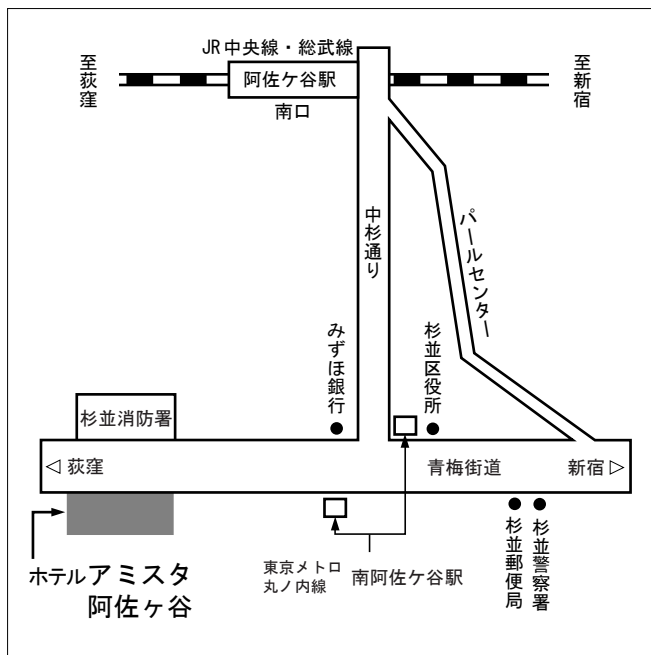 JR中央線・総武線
至荻窪
阿佐ケ谷駅
至新宿
南口
中杉通り
パールセンター
みずほ銀行
杉並区役所
杉並消防署
◁ 荻窪
青梅街道
新宿 ▷
ホテルアミスタ
阿佐ヶ谷
東京メトロ
丸ノ内線
南阿佐ケ谷駅
杉並郵便局
杉並警察署